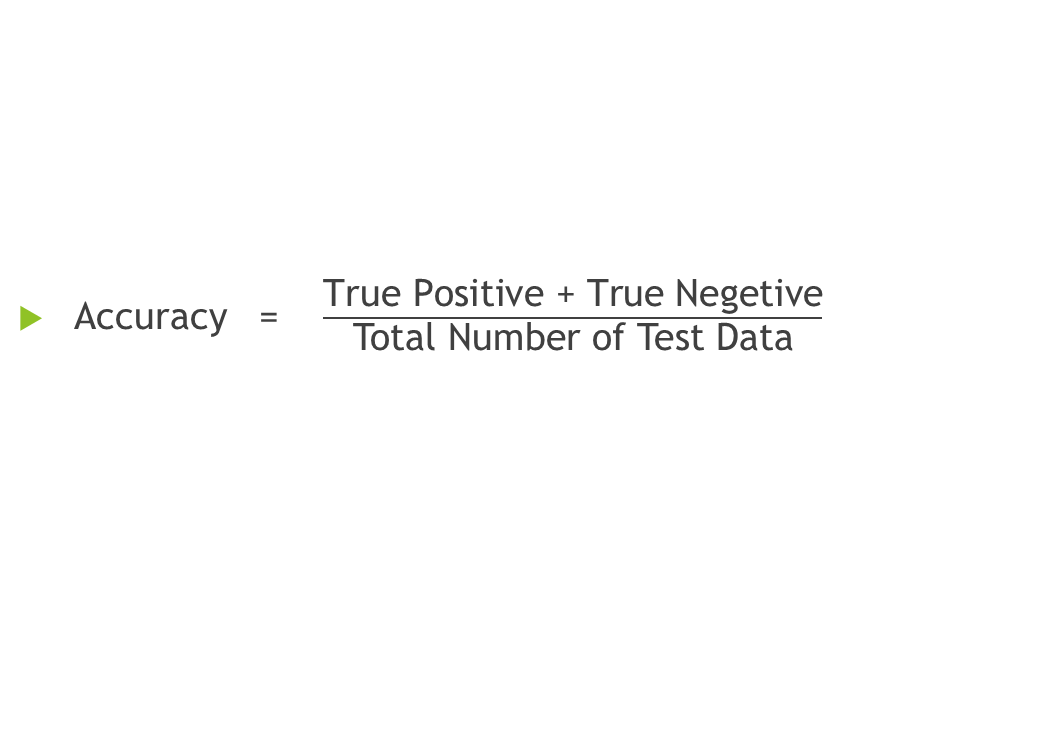 Accuracy = True Positive + True Negetive
Total Number of Test Data